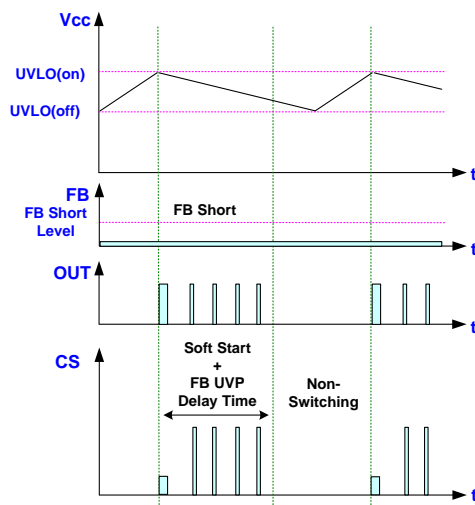 Vcc
UVLO(on)
UVLO(off)
t
FB
FB Short
Level
FB Short
t
OUT
t
CS
Soft Start
+
FB UVP
Delay Time
Non-
Switching
t